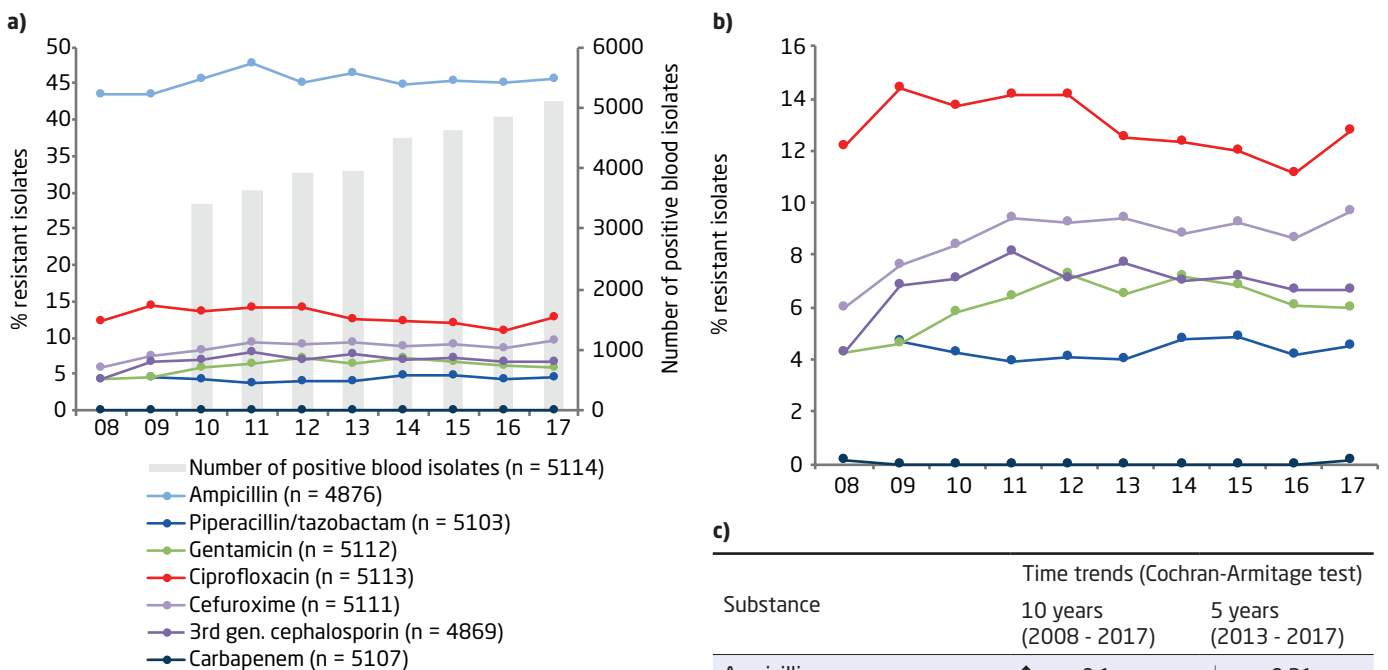 a)
50
45
40
35
30
25
20
15
10
5
0
% resistant isolates
6000
5000
4000
3000
2000
1000
0
Number of positive blood isolates
08 09 10 11 12 13 14 15 16 17
Number of positive blood isolates (n = 5114)
Ampicillin (n = 4876)
Piperacillin/tazobactam (n = 5103)
Gentamicin (n = 5112)
Ciprofloxacin (n = 5113)
Cefuroxime (n = 5111)
3rd gen. cephalosporin (n = 4869)
Carbapenem (n = 5107)
b)
16
14
12
10
8
6
4
2
0
% resistant isolates
08 09 10 11 12 13 14 15 16 17
c)
Time trends (Cochran-Armitage test)
Substance
10 years
(2008 - 2017)
5 years
(2013 - 2017)